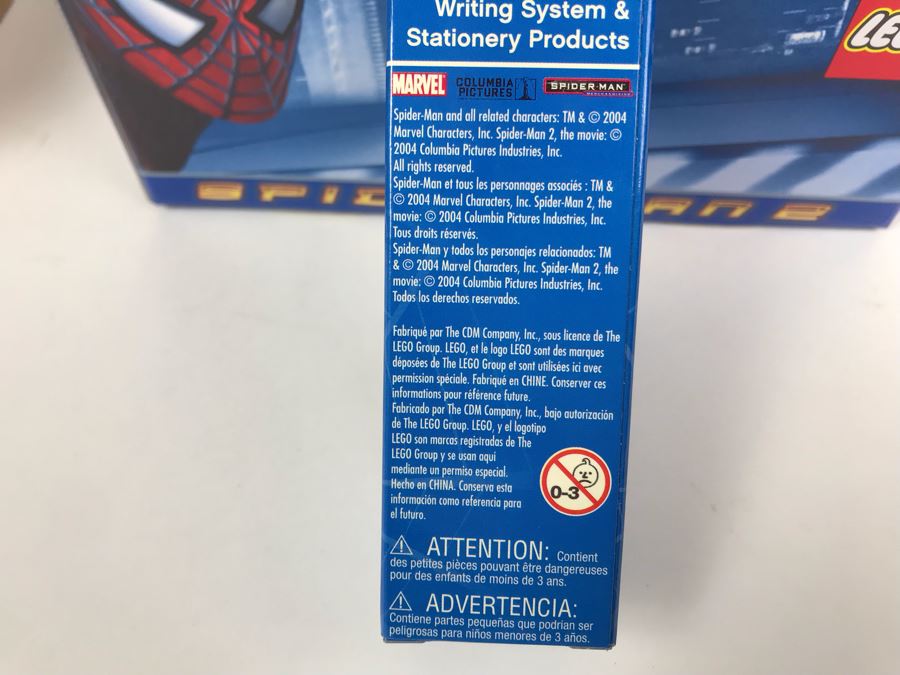 Writing System &
Stationery Products
MARVEL COLUMBIA PICTURES SPIDER-MAN MERCHANDISING
Spider-Man and all related characters: TM & © 2004
Marvel Characters, Inc. Spider-Man 2, the movie: ©
2004 Columbia Pictures Industries, Inc.
All rights reserved.
Spider-Man et tous les personnages associés : TM &
© 2004 Marvel Characters, Inc. Spider-Man 2, the
movie: © 2004 Columbia Pictures Industries, Inc.
Tous droits réservés.
Spider-Man y todos los personajes relacionados: TM
& © 2004 Marvel Characters, Inc. Spider-Man 2, the
movie: © 2004 Columbia Pictures Industries, Inc.
Todos los derechos reservados.
Fabriqué par The CDM Company, Inc., sous licence de The
LEGO Group. LEGO, et le logo LEGO sont des marques
déposées de The LEGO Group et sont utilisées ici avec
permission spéciale. Fabriqué en CHINE. Conserver ces
informations pour référence future.
Fabricado por The CDM Company, Inc., bajo autorización
de The LEGO Group. LEGO, y el logotipo
LEGO son marcas registradas de The
LEGO Group y se usan aqui
mediante un permiso especial.
Hecho en CHINA. Conserva esta
información como referencia para
el futuro.
0-3
ATTENTION: Contient
des petites pièces pouvant être dangereuses
pour des enfants de moins de 3 ans.
ADVERTENCIA:
Contiene partes pequeñas que podrían ser
peligrosas para niños menores de 3 años.
LE
SPI
AN 2